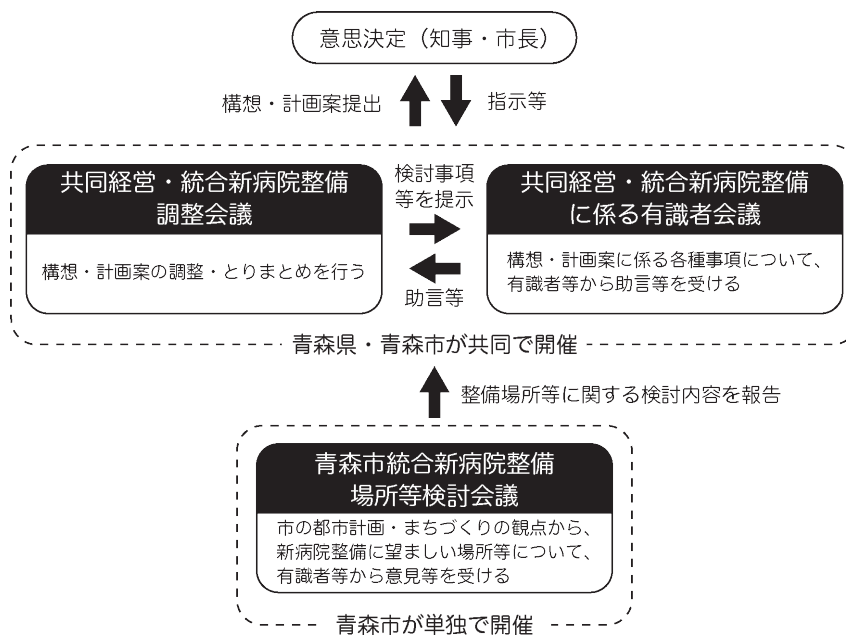 意思決定（知事・市長）
構想・計画案提出
指示等
共同経営・統合新病院整備
調整会議
構想・計画案の調整・とりまとめを行う
検討事項
等を提示
助言等
共同経営・統合新病院整備
に係る有識者会議
構想・計画案に係る各種事項について、
有識者等から助言等を受ける
青森県・青森市が共同で開催
整備場所等に関する検討内容を報告
青森市統合新病院整備
場所等検討会議
市の都市計画・まちづくりの観点から、
新病院整備に望ましい場所等について、
有識者等から意見等を受ける
青森市が単独で開催